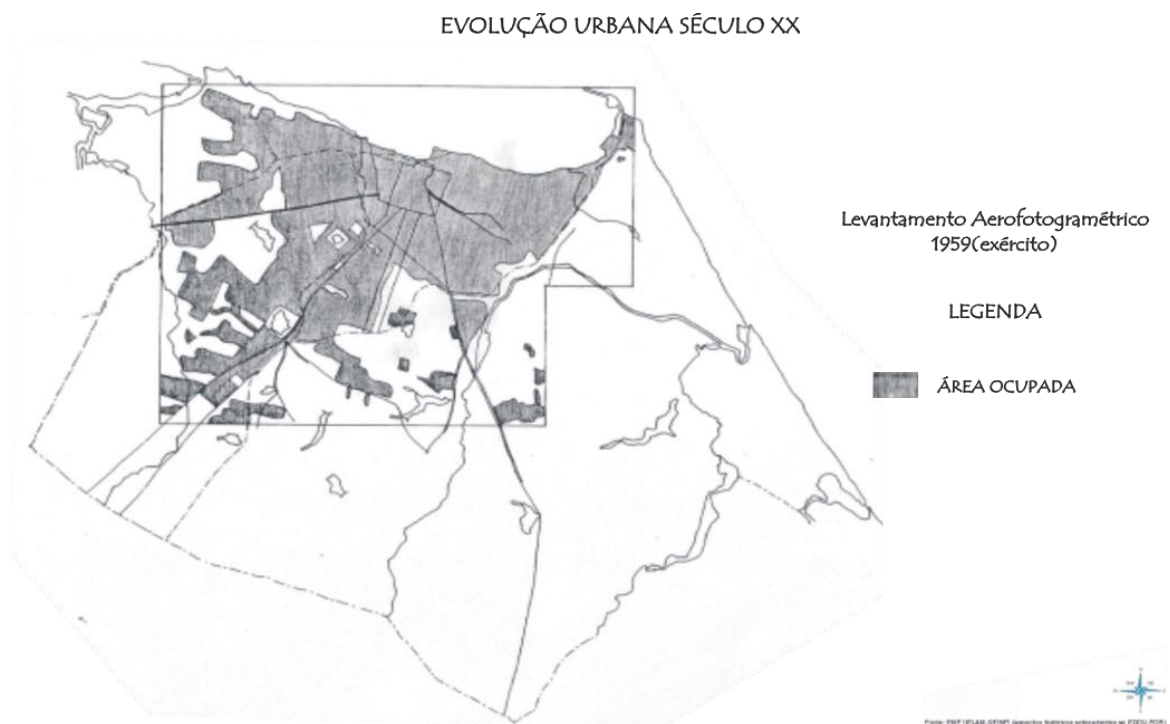 EVOLUÇÃO URBANA SÉCULO XX
Levantamento Aerofotogramétrico
1959(exército)
LEGENDA
ÁREA OCUPADA